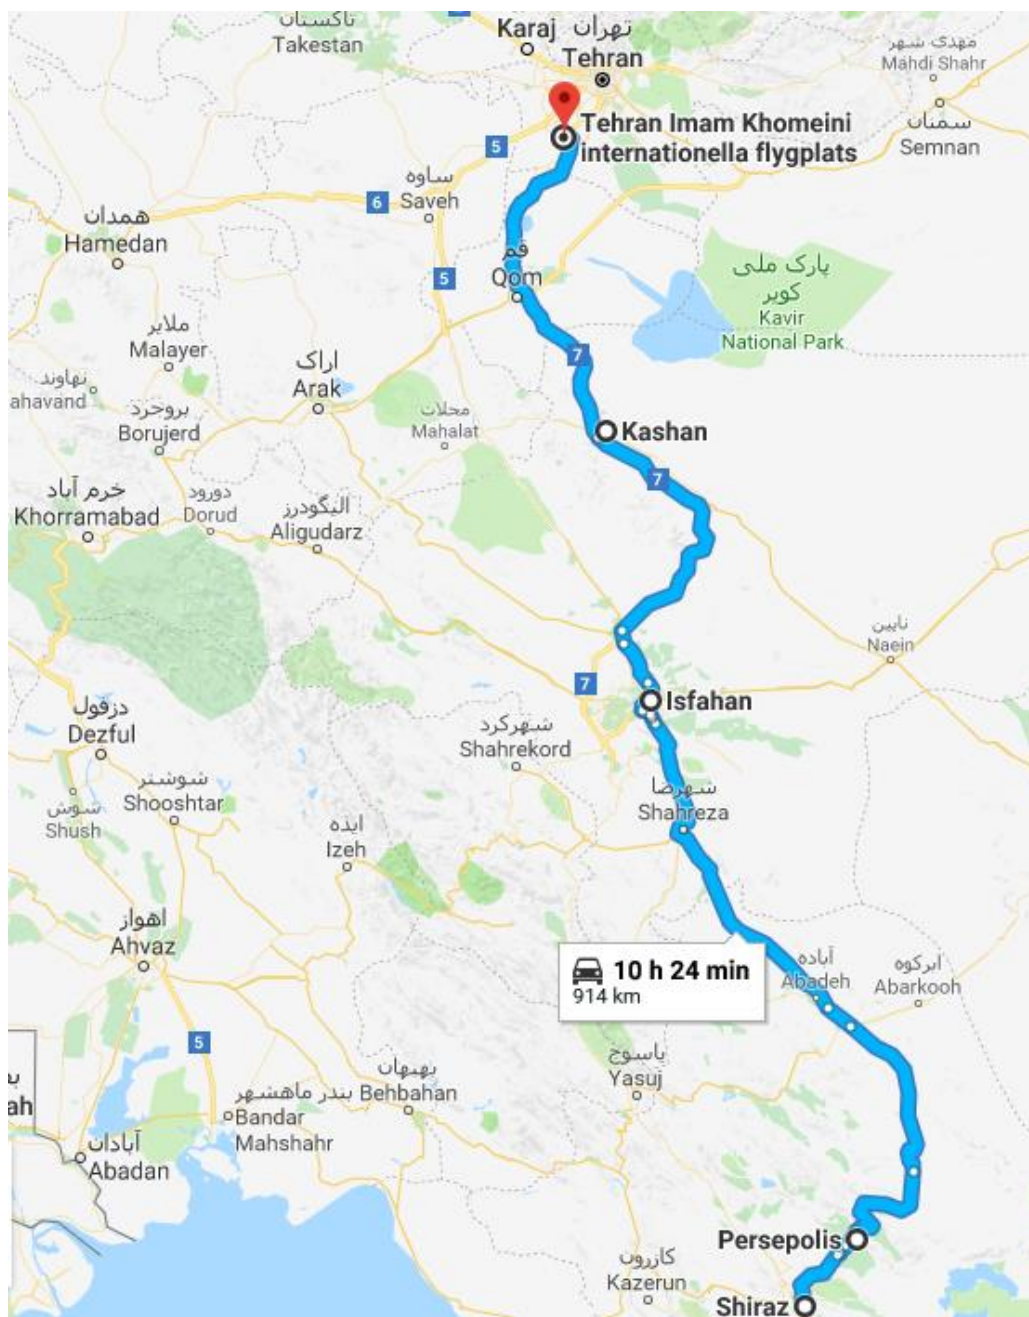 تاکستان
Takestan
Karaj
تهران
Tehran
مهدی شهر
Mahdi Shahr
Tehran Imam Khomeini
internationella flygplats
سمنان
Semnan
5
ساوه
Saveh
6
همدان
Hamedan
قم
Qom
5
پارک ملی
کویر
Kavir
National Park
ملایر
Malayer
7
اراک
Arak
نهاوند
ahavand
بروجرد
Borujerd
محلات
Mahalat
Kashan
7
خرم آباد
Khorramabad
دورود
Dorud
الیگودرز
Aligudarz
نایین
Naein
7
Isfahan
دزفول
Dezful
شهرکرد
Shahrekord
شوش
Shush
شوشتر
Shooshtar
شهرضا
Shahreza
ایذه
Izeh
اهواز
Ahvaz
10 h 24 min
914 km
آباده
Abadeh
ابرکوه
Abarkooh
5
یاسوج
Yasuj
بهبهان
Behbahan
بندر ماهشهر
Bandar
Mahshahr
ah
آبادان
Abadan
Persepolis
کازرون
Kazerun
Shiraz